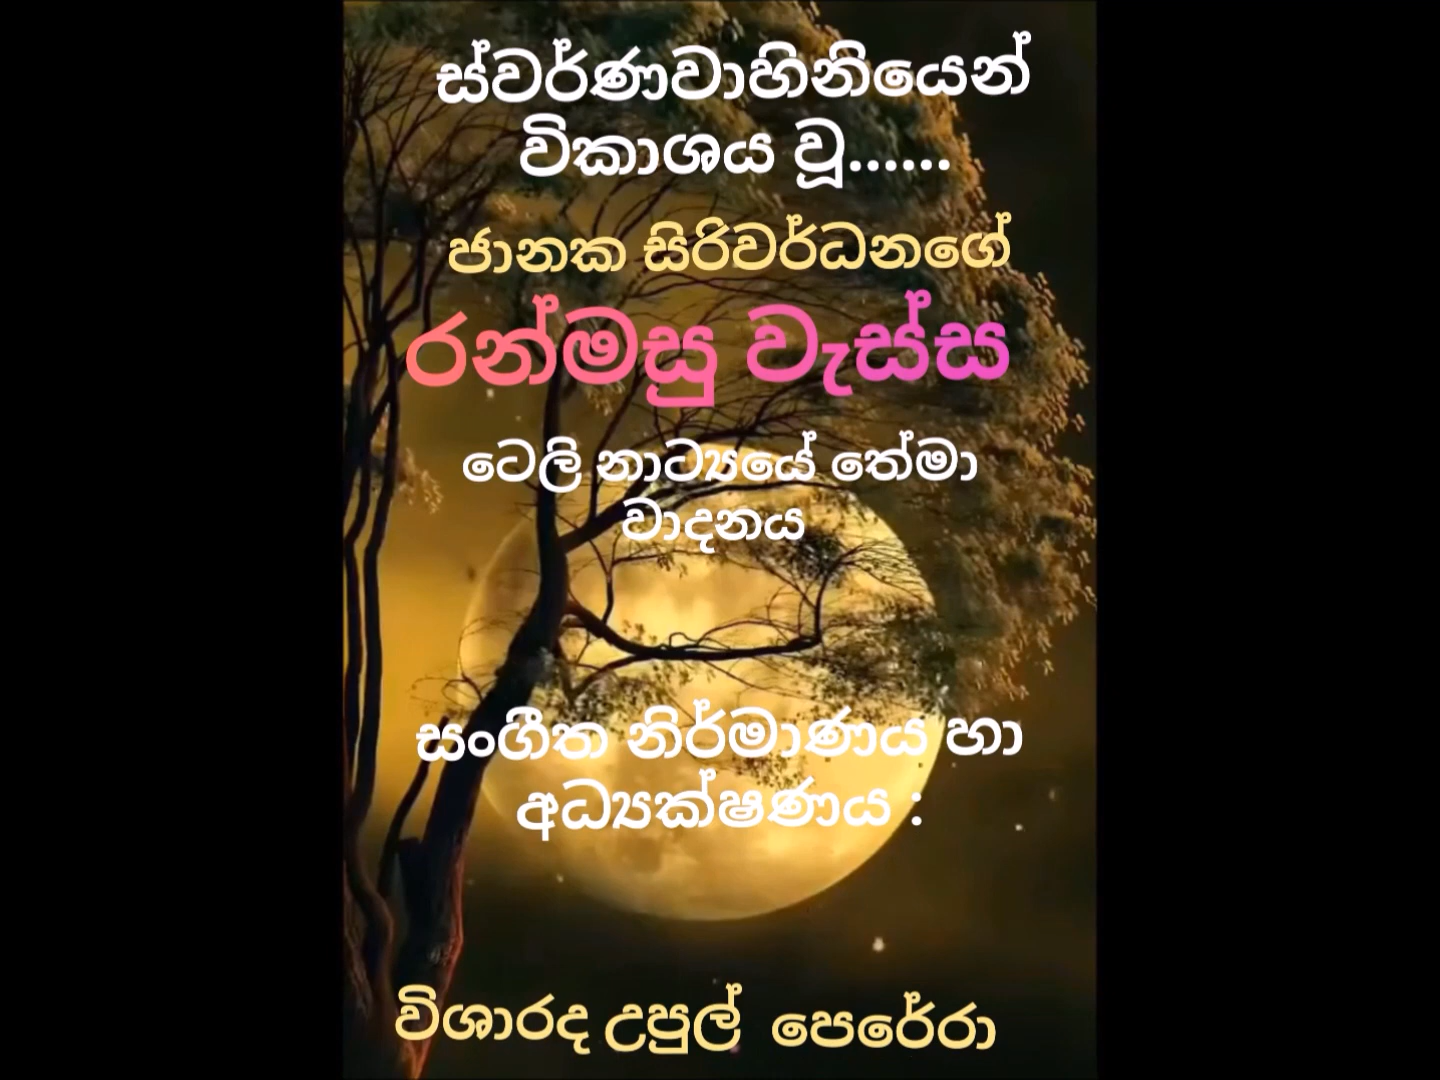 ස්වර්ණවාහිනියෙන්
විකාශය වූ......
ජානක සිරිවර්ධනගේ
රන්මසු වැස්ස
ටෙලි නාට්‍යයේ තේමා
වාදනය
සංගීත නිර්මාණය හා
අධ්‍යක්ෂණය :
විශාරද උපුල් පෙරේරා